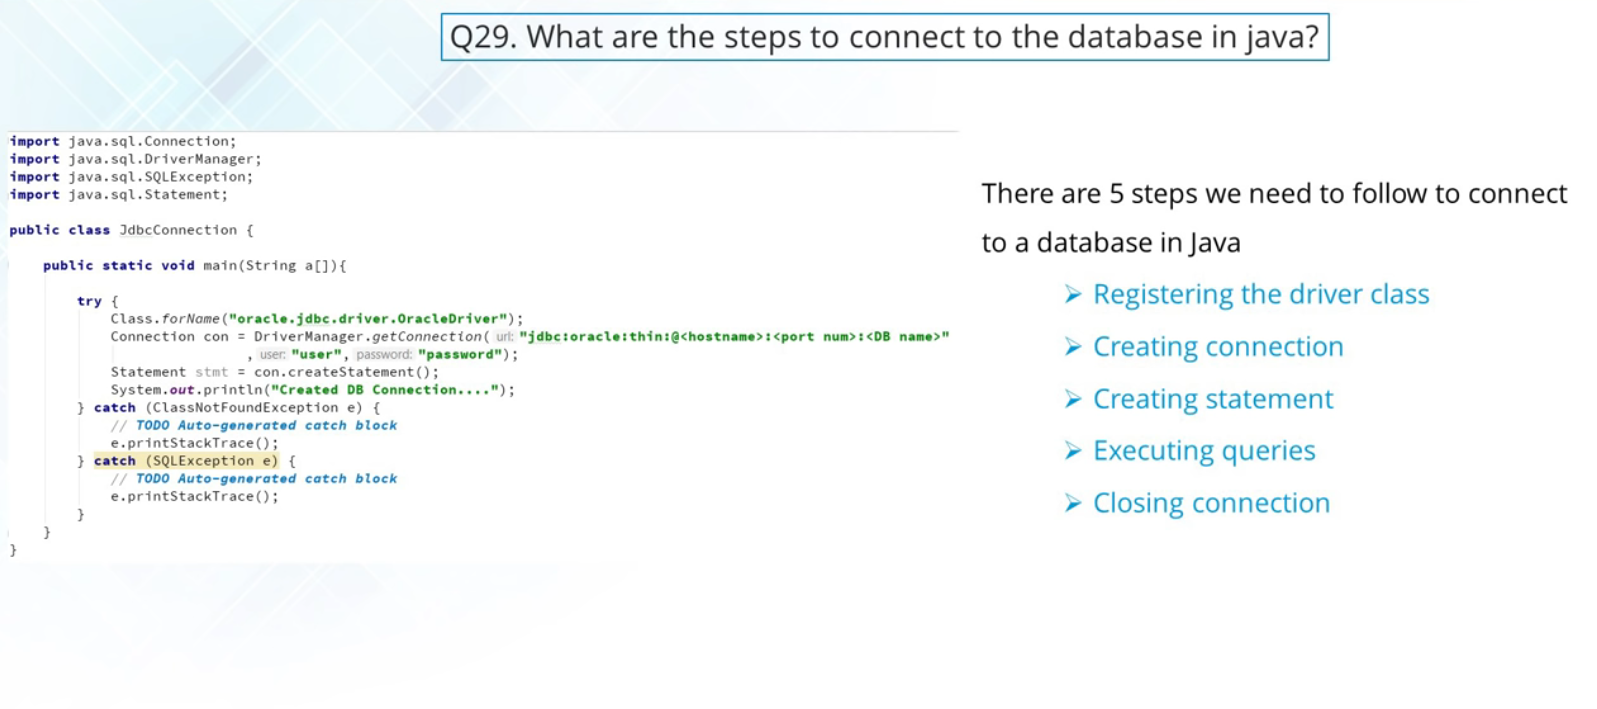 Q29. What are the steps to connect to the database in java?
import java.sql.Connection;
import java.sql.DriverManager;
import java.sql.SQLException;
import java.sql.Statement;
public class JdbcConnection {
public static void main(String a[]){
try {
Class.forName("oracle.jdbc.driver.OracleDriver");
Connection con = DriverManager.getConnection( url: "jdbc:oracle:thin:@<hostname>:<port num>:<DB name>"
, user: "user", password: "password");
Statement stmt = con.createStatement();
System.out.println("Created DB Connection....");
} catch (ClassNotFoundException e) {
// TODO Auto-generated catch block
e.printStackTrace();
} catch (SQLException e) {
// TODO Auto-generated catch block
e.printStackTrace();
}
}
}
There are 5 steps we need to follow to connect
to a database in Java
➢ Registering the driver class
➢ Creating connection
➢ Creating statement
➢ Executing queries
➢ Closing connection